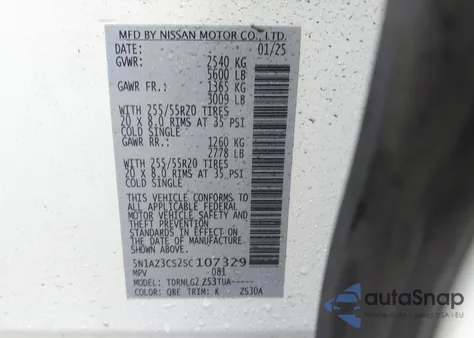 MFD BY NISSAN MOTOR CO., LTD.
DATE: 01/25
GVWR: 2540 KG
5600 LB
GAWR FR.: 1365 KG
3009 LB
WITH 255/55R20 TIRES
20 X 8.0 RIMS AT 35 PSI
COLD SINGLE
GAWR RR.: 1260 KG
2778 LB
WITH 255/55R20 TIRES
20 X 8.0 RIMS AT 35 PSI
COLD SINGLE
THIS VEHICLE CONFORMS
TO ALL APPLICABLE FEDERAL
MOTOR VEHICLE SAFETY
AND THEFT PREVENTION
STANDARDS IN EFFECT ON
THE DATE OF MANUFACTURE
SHOWN ABOVE.
5N1AZ3CS2SC107329
MPV 081
MODEL: TDRNLG2 253TUA-----
COLOR: QBE TRIM: K ZS30A
autoSnap